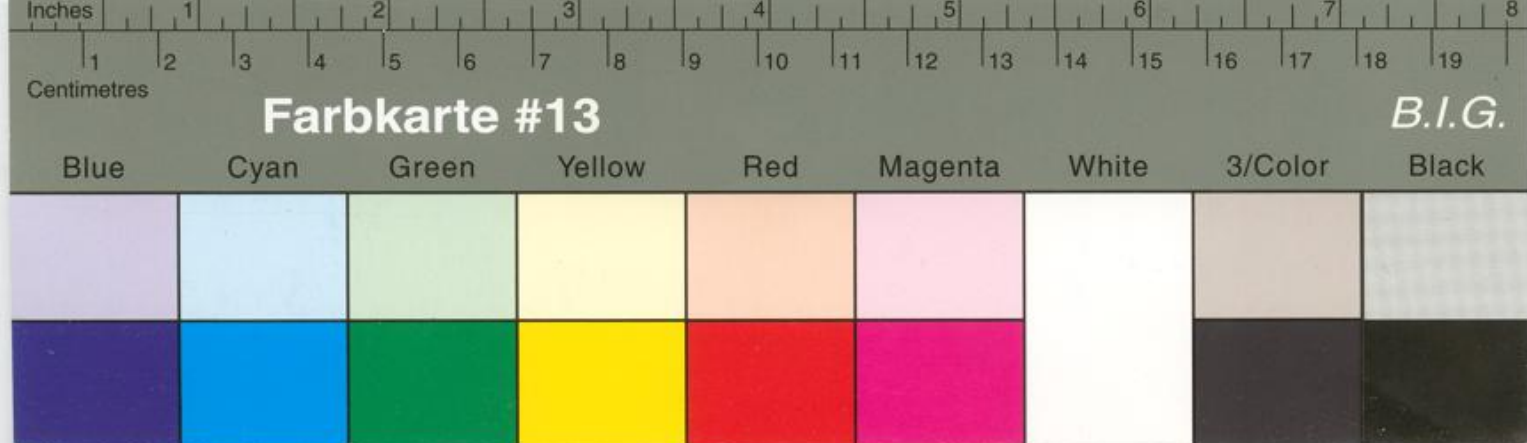 Inches 1 2 3 4 5 6 7 8
1 2 3 4 5 6 7 8 9 10 11 12 13 14 15 16 17 18 19
Centimetres
Farbkarte #13 B.I.G.
Blue Cyan Green Yellow Red Magenta White 3/Color Black